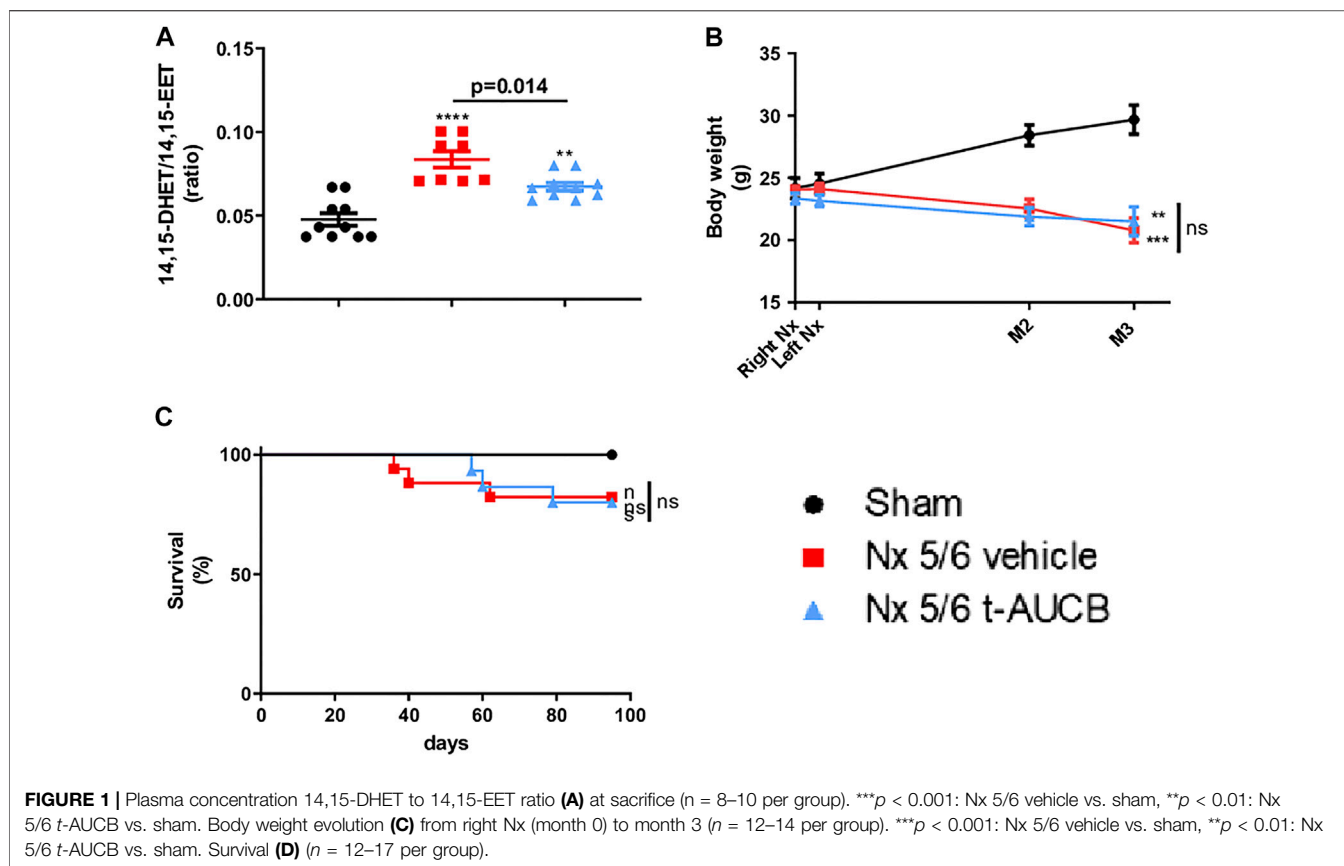 A
0.15
0.10
0.05
0.00
14,15-DHET/14,15-EET
(ratio)
p=0.014
****
**
B
35
30
25
20
15
Body weight
(g)
**
***
ns
Right Nx
Left Nx
M2
M3
C
100
50
0
Survival
(%)
0 20 40 60 80 100
days
ns
ns
ns
Sham
Nx 5/6 vehicle
Nx 5/6 t-AUCB
FIGURE 1 | Plasma concentration 14,15-DHET to 14,15-EET ratio (A) at sacrifice (n = 8–10 per group). ***p < 0.001: Nx 5/6 vehicle vs. sham, **p < 0.01: Nx
5/6 t-AUCB vs. sham. Body weight evolution (C) from right Nx (month 0) to month 3 (n = 12–14 per group). ***p < 0.001: Nx 5/6 vehicle vs. sham, **p < 0.01: Nx
5/6 t-AUCB vs. sham. Survival (D) (n = 12–17 per group).